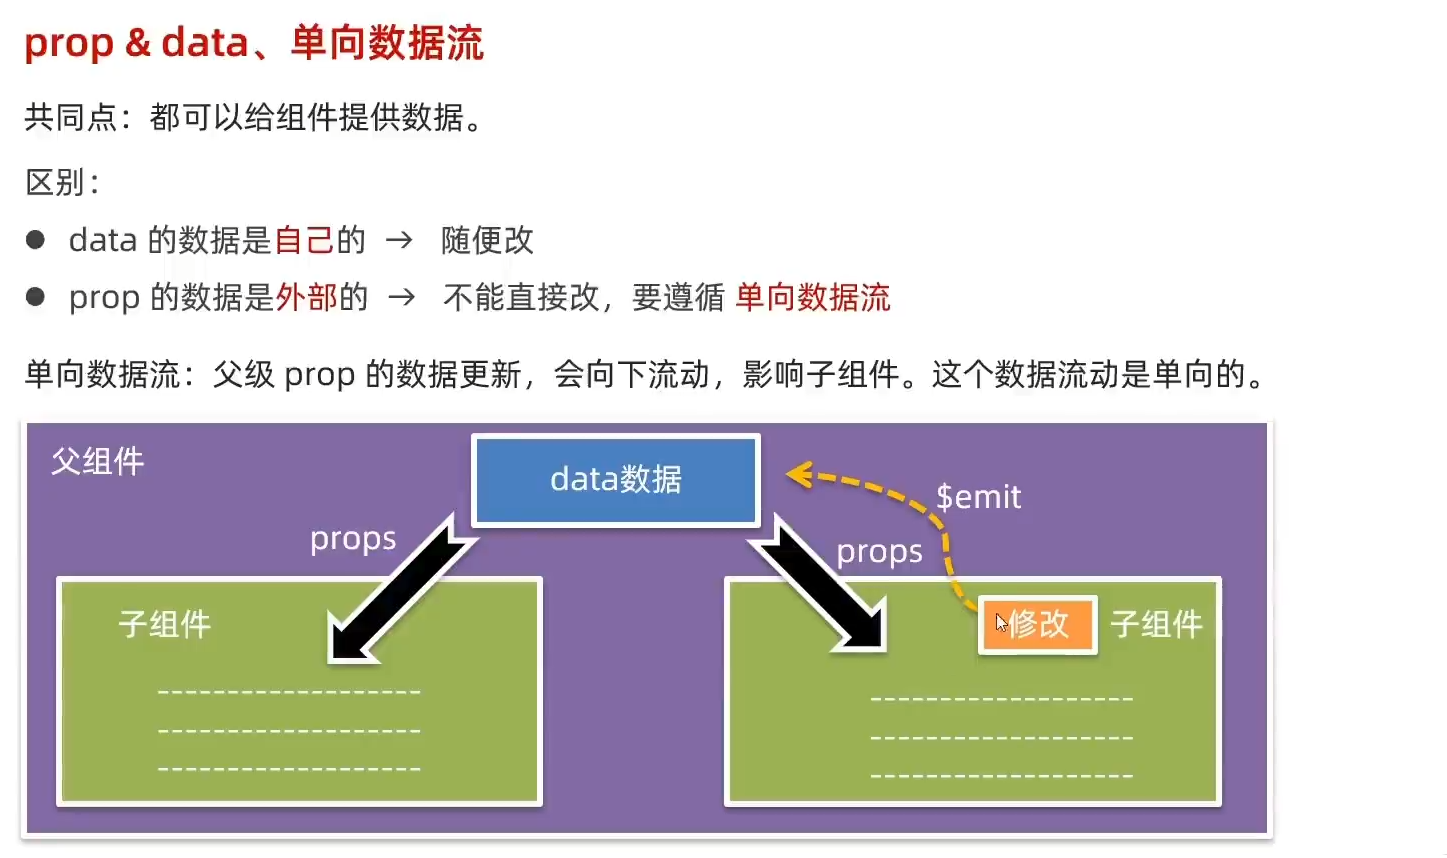 prop & data、单向数据流
共同点：都可以给组件提供数据。
区别：
● data 的数据是自己的 → 随便改
● prop 的数据是外部的 → 不能直接改，要遵循 单向数据流
单向数据流：父级 prop 的数据更新，会向下流动，影响子组件。这个数据流动是单向的。
父组件
data数据
$emit
props
props
子组件
修改
子组件